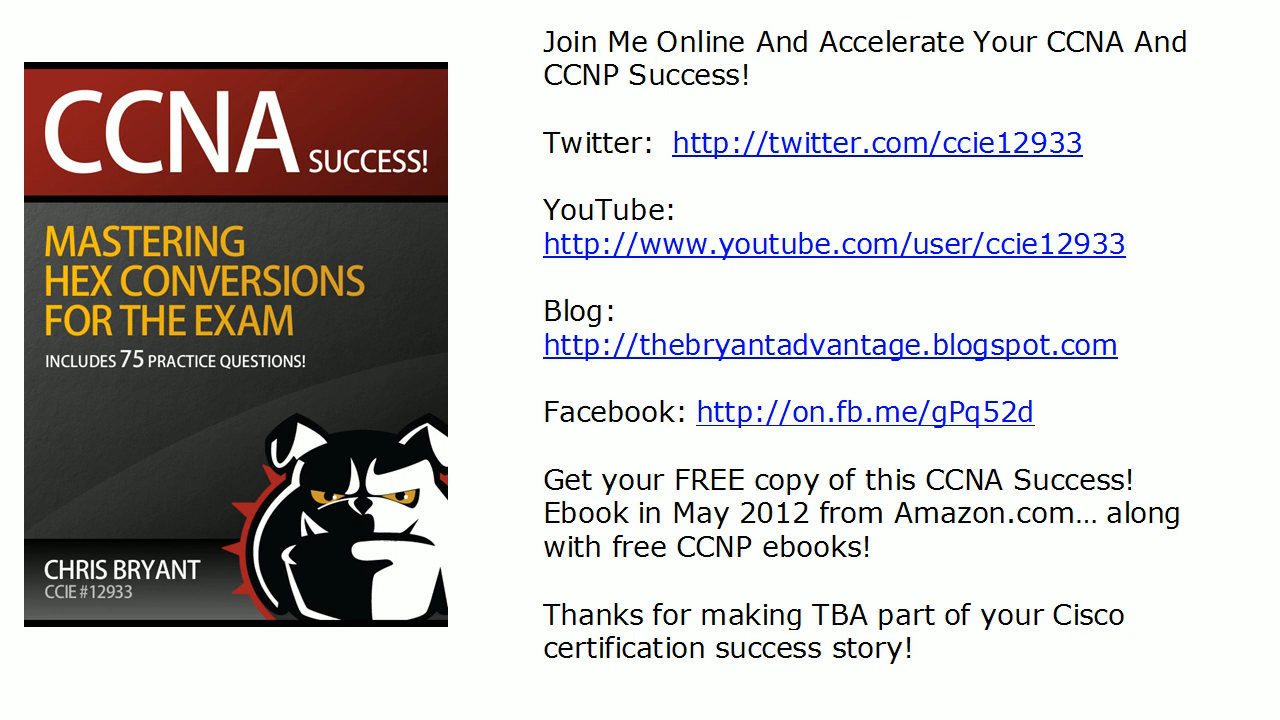 CCNA SUCCESS!
MASTERING
HEX CONVERSIONS
FOR THE EXAM
INCLUDES 75 PRACTICE QUESTIONS!
CHRIS BRYANT
CCIE #12933
Join Me Online And Accelerate Your CCNA And
CCNP Success!
Twitter:  http://twitter.com/ccie12933
YouTube:
http://www.youtube.com/user/ccie12933
Blog:
http://thebryantadvantage.blogspot.com
Facebook: http://on.fb.me/gPq52d
Get your FREE copy of this CCNA Success!
Ebook in May 2012 from Amazon.com… along
with free CCNP ebooks!
Thanks for making TBA part of your Cisco
certification success story!